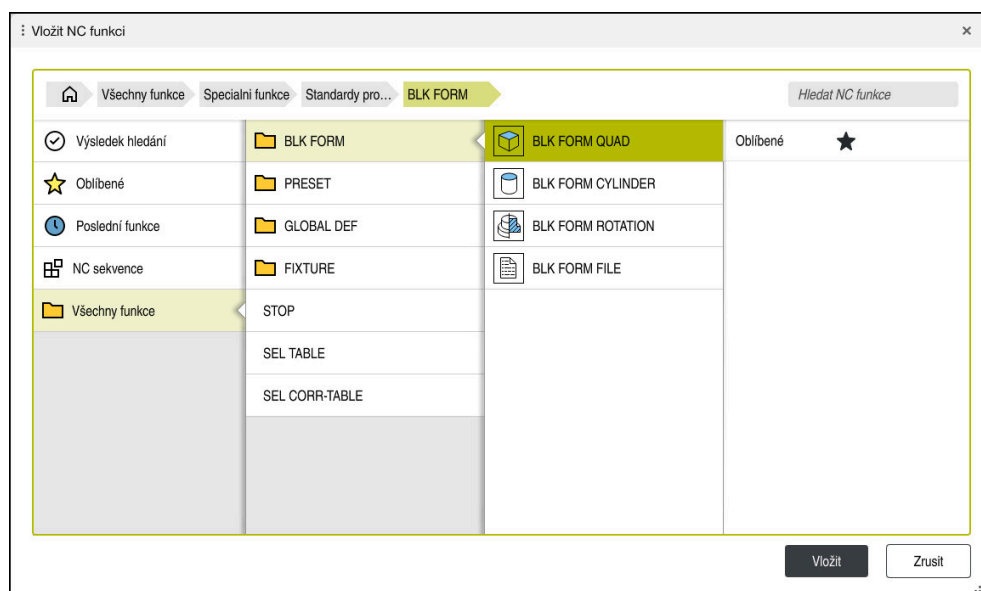 Vložit NC funkci
Všechny funkce Specialni funkce Standardy pro... BLK FORM Hledat NC funkce
Výsledek hledání BLK FORM BLK FORM QUAD Oblíbené
Oblíbené PRESET BLK FORM CYLINDER
Poslední funkce GLOBAL DEF BLK FORM ROTATION
NC sekvence FIXTURE BLK FORM FILE
Všechny funkce STOP
SEL TABLE
SEL CORR-TABLE
Vložit Zrusit